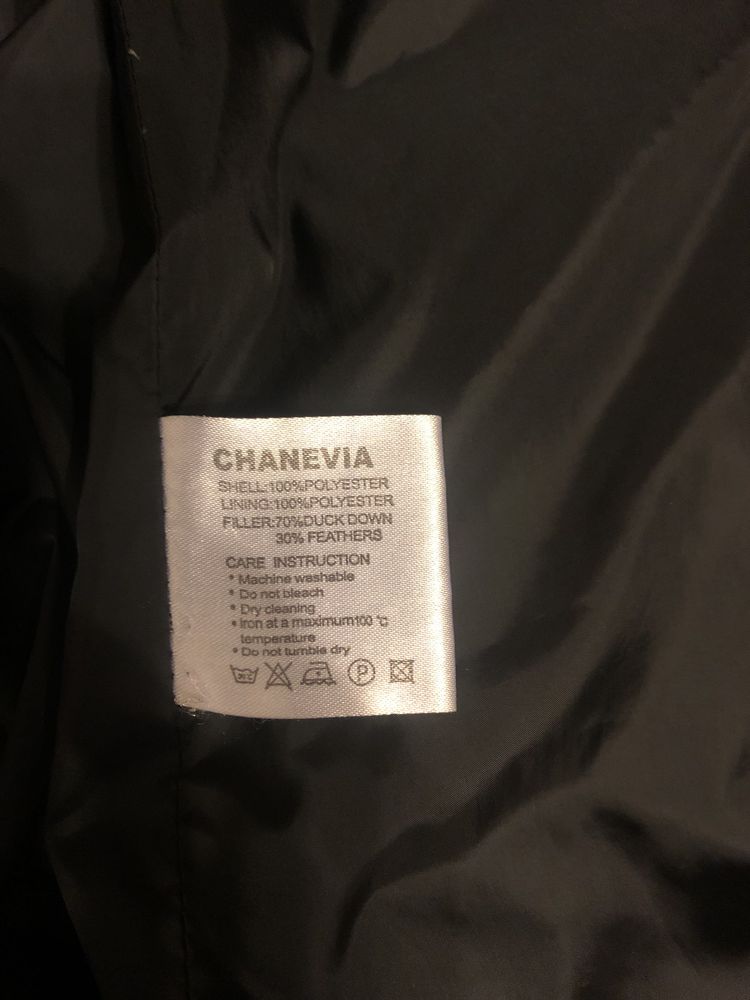 CHANEVIA
SHELL:100%POLYESTER
LINING:100%POLYESTER
FILLER:70%DUCK DOWN
30% FEATHERS
CARE INSTRUCTION
* Machine washable
* Do not bleach
* Dry cleaning
* Iron at a maximum100 °C
temperature
* Do not tumble dry
P